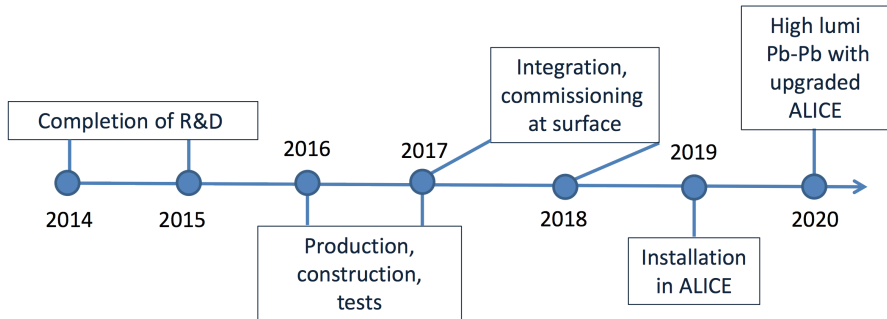 High lumi
Pb-Pb with
upgraded
ALICE
Integration,
commissioning
at surface
Completion of R&D
2016
2017
2019
2014
2015
2018
2020
Production,
construction,
tests
Installation
in ALICE